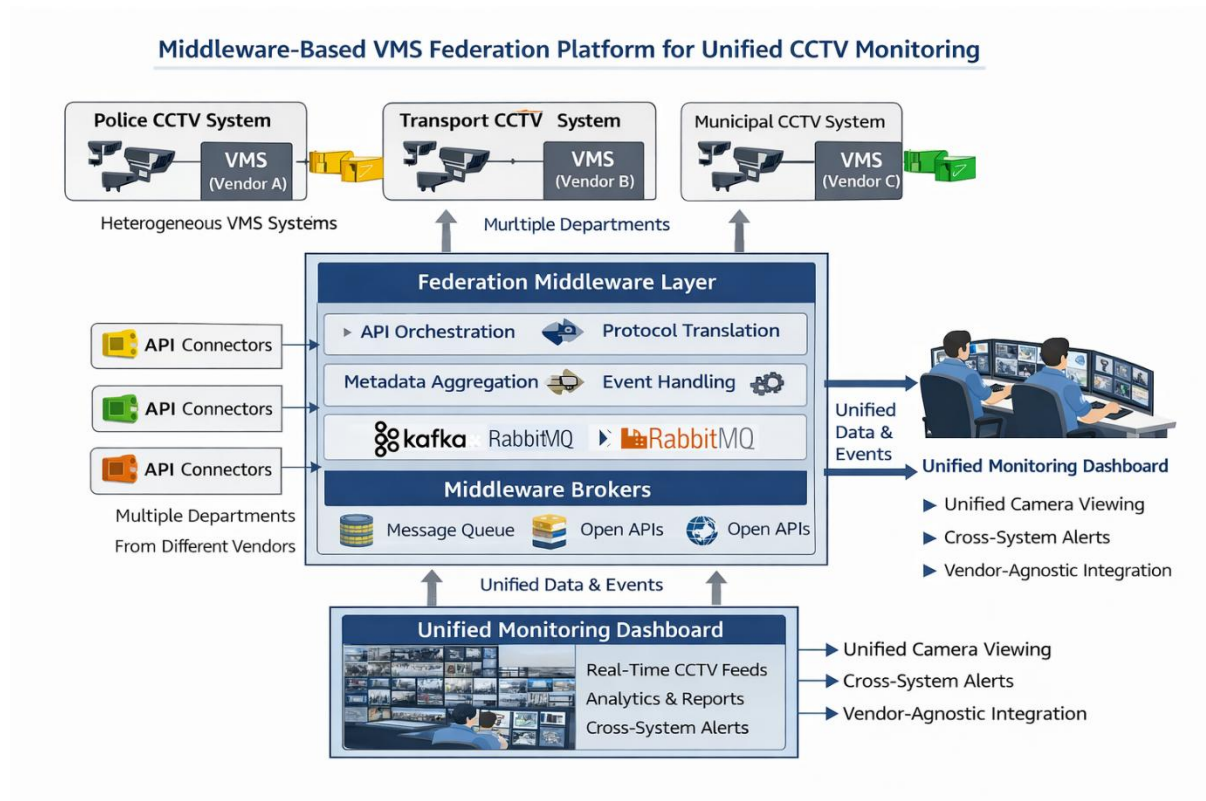 Middleware-Based VMS Federation Platform for Unified CCTV Monitoring
Police CCTV System
VMS
(Vendor A)
Transport CCTV System
VMS
(Vendor B)
Municipal CCTV System
VMS
(Vendor C)
Heterogeneous VMS Systems
Murltiple Departments
Federation Middleware Layer
API Orchestration
Protocol Translation
Metadata Aggregation
Event Handling
kafka
RabbitMQ
RabbitMQ
Middleware Brokers
Message Queue
Open APIs
Open APIs
API Connectors
API Connectors
API Connectors
Multiple Departments
From Different Vendors
Unified
Data &
Events
Unified Monitoring Dashboard
Unified Camera Viewing
Cross-System Alerts
Vendor-Agnostic Integration
Unified Data & Events
Unified Monitoring Dashboard
Real-Time CCTV Feeds
Analytics & Reports
Cross-System Alerts
Unified Camera Viewing
Cross-System Alerts
Vendor-Agnostic Integration